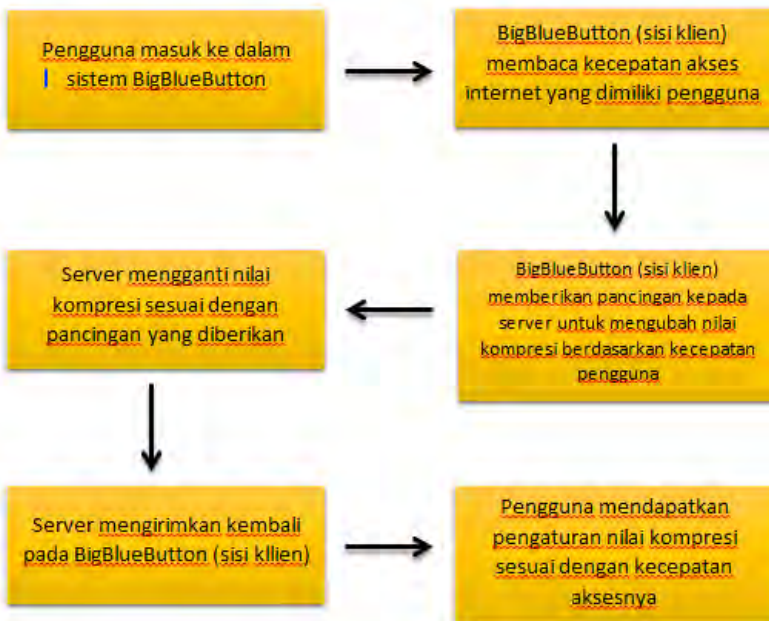 Pengguna masuk ke dalam
sistem BigBlueButton
BigBlueButton (sisi klien)
membaca kecepatan akses
internet yang dimiliki pengguna
BigBlueButton (sisi klien)
memberikan pancingan kepada
server untuk mengubah nilai
kompresi berdasarkan kecepatan
pengguna
Server mengganti nilai
kompresi sesuai dengan
pancingan yang diberikan
Server mengirimkan kembali
pada BigBlueButton (sisi kllien)
Pengguna mendapatkan
pengaturan nilai kompresi
sesuai dengan kecepatan
aksesnya